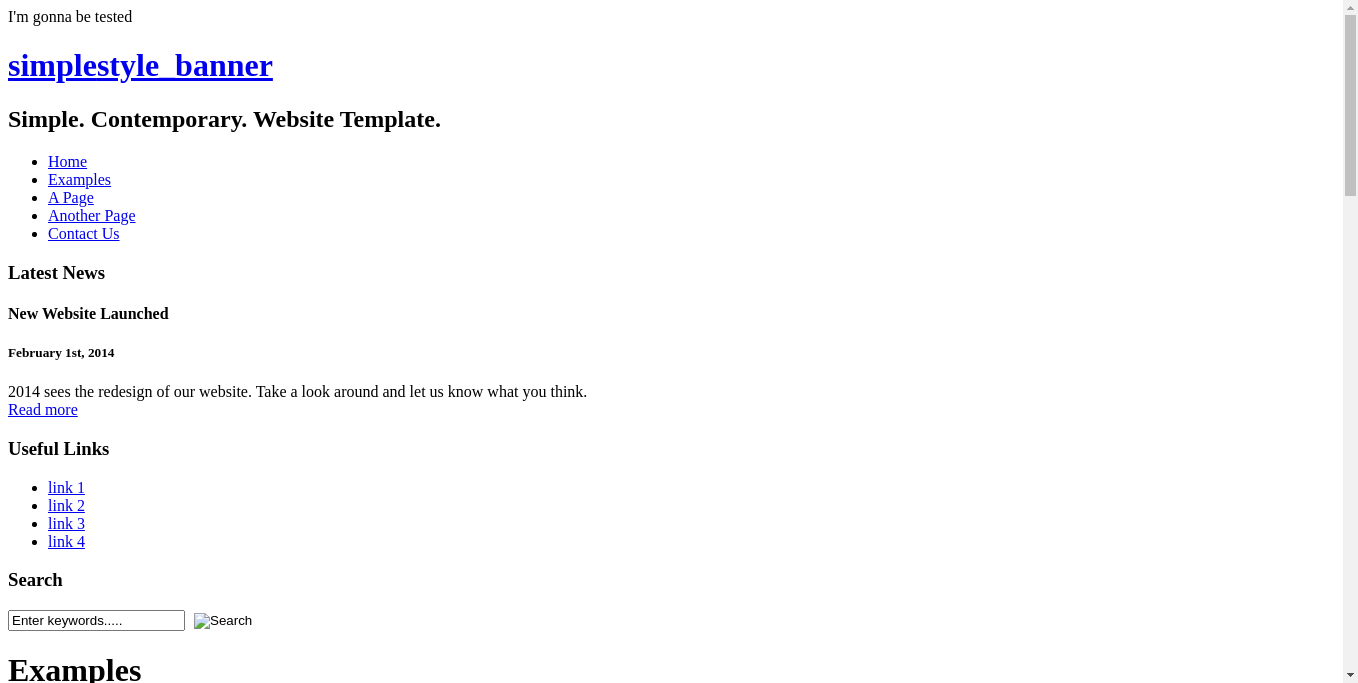 I'm gonna be tested
simplestyle_banner
Simple. Contemporary. Website Template.
Home
Examples
A Page
Another Page
Contact Us
Latest News
New Website Launched
February 1st, 2014
2014 sees the redesign of our website. Take a look around and let us know what you think.
Read more
Useful Links
link 1
link 2
link 3
link 4
Search
Enter keywords..... Search
Examples